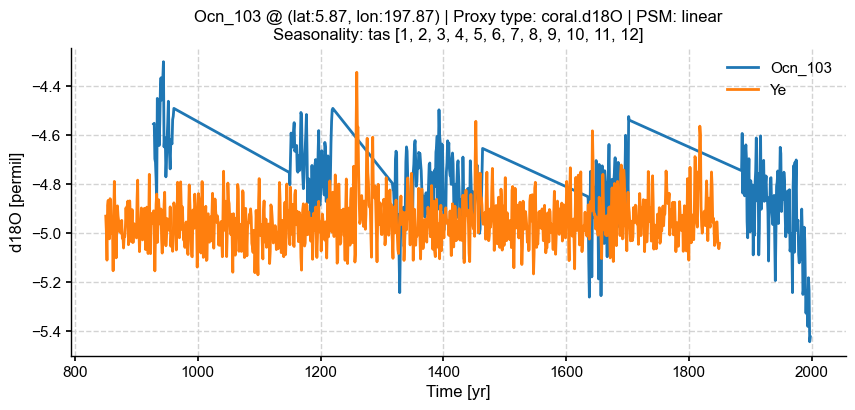 Ocn_103 @ (lat:5.87, lon:197.87) | Proxy type: coral.d18O | PSM: linear
Seasonality: tas [1, 2, 3, 4, 5, 6, 7, 8, 9, 10, 11, 12]
Ocn_103
Ye
d18O [permil]
−4.4
−4.6
−4.8
−5.0
−5.2
−5.4
800
1000
1200
1400
1600
1800
2000
Time [yr]